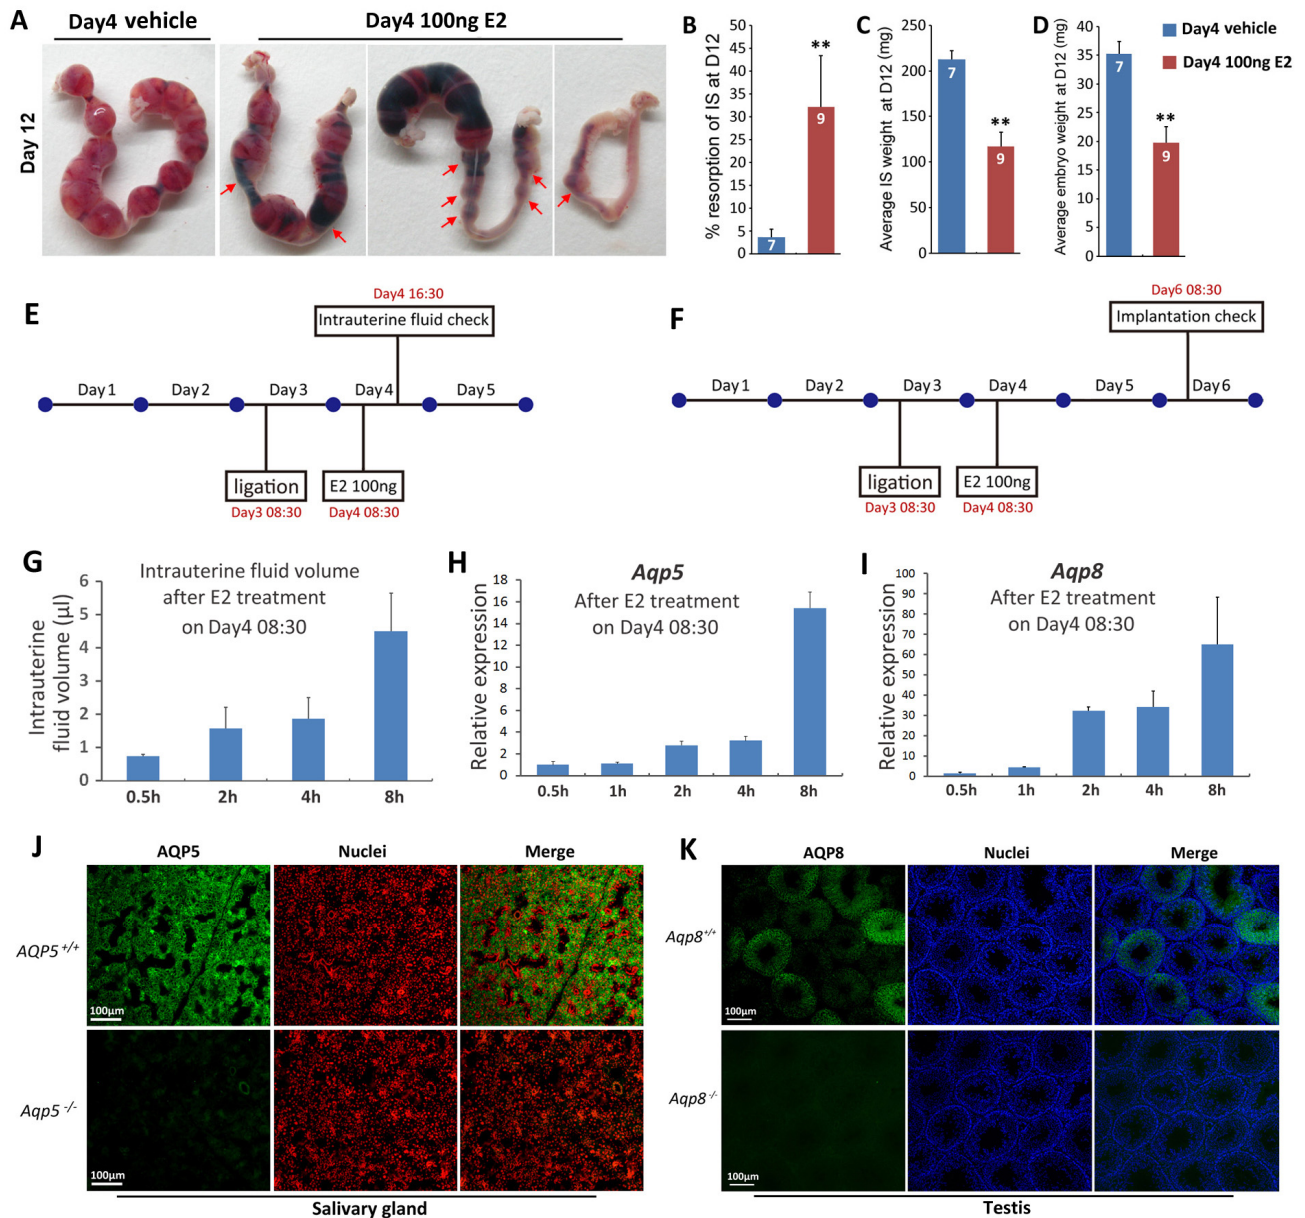 A
Day4 vehicle
Day4 100ng E2
Day 12
B
% resorption of IS at D12
50
45
40
35
30
25
20
15
10
5
0
**
7
9
C
Average IS weight at D12 (mg)
250
200
150
100
50
0
**
7
9
D
Average embryo weight at D12 (mg)
40
35
30
25
20
15
10
5
0
**
7
9
Day4 vehicle
Day4 100ng E2
E
Day4 16:30
Intrauterine fluid check
Day1
Day2
Day3
Day4
Day5
ligation
E2 100ng
Day3 08:30
Day4 08:30
F
Day6 08:30
Implantation check
Day1
Day2
Day3
Day4
Day5
Day6
ligation
E2 100ng
Day3 08:30
Day4 08:30
G
Intrauterine fluid volume
after E2 treatment
on Day4 08:30
Intrauterine
fluid volume (µl)
6
5
4
3
2
1
0
0.5h
2h
4h
8h
H
Aqp5
After E2 treatment
on Day4 08:30
Relative expression
18
16
14
12
10
8
6
4
2
0
0.5h
1h
2h
4h
8h
I
Aqp8
After E2 treatment
on Day4 08:30
Relative expression
100
90
80
70
60
50
40
30
20
10
0
0.5h
1h
2h
4h
8h
J
AQP5
Nuclei
Merge
AQP5 +/+
100µm
Aqp5 -/-
100µm
Salivary gland
K
AQP8
Nuclei
Merge
Aqp8+/+
100µm
Aqp8-/-
100µm
Testis